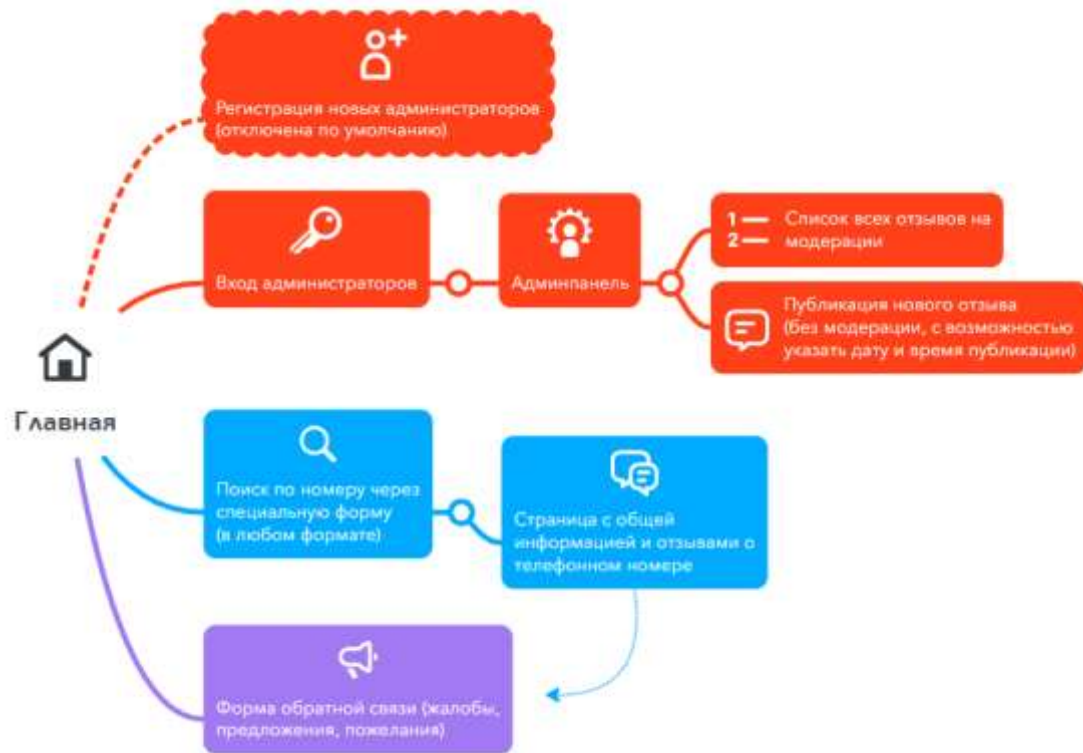 Регистрация новых администраторов
(отключена по умолчанию)
Вход администраторов
Админпанель
1
2
Список всех отзывов на
модерации
Публикация нового отзыва
(без модерации, с возможностью
указать дату и время публикации)
Главная
Поиск по номеру через
специальную форму
(в любом формате)
Страница с общей
информацией и отзывами о
телефонном номере
Форма обратной связи (жалобы,
предложения, пожелания)